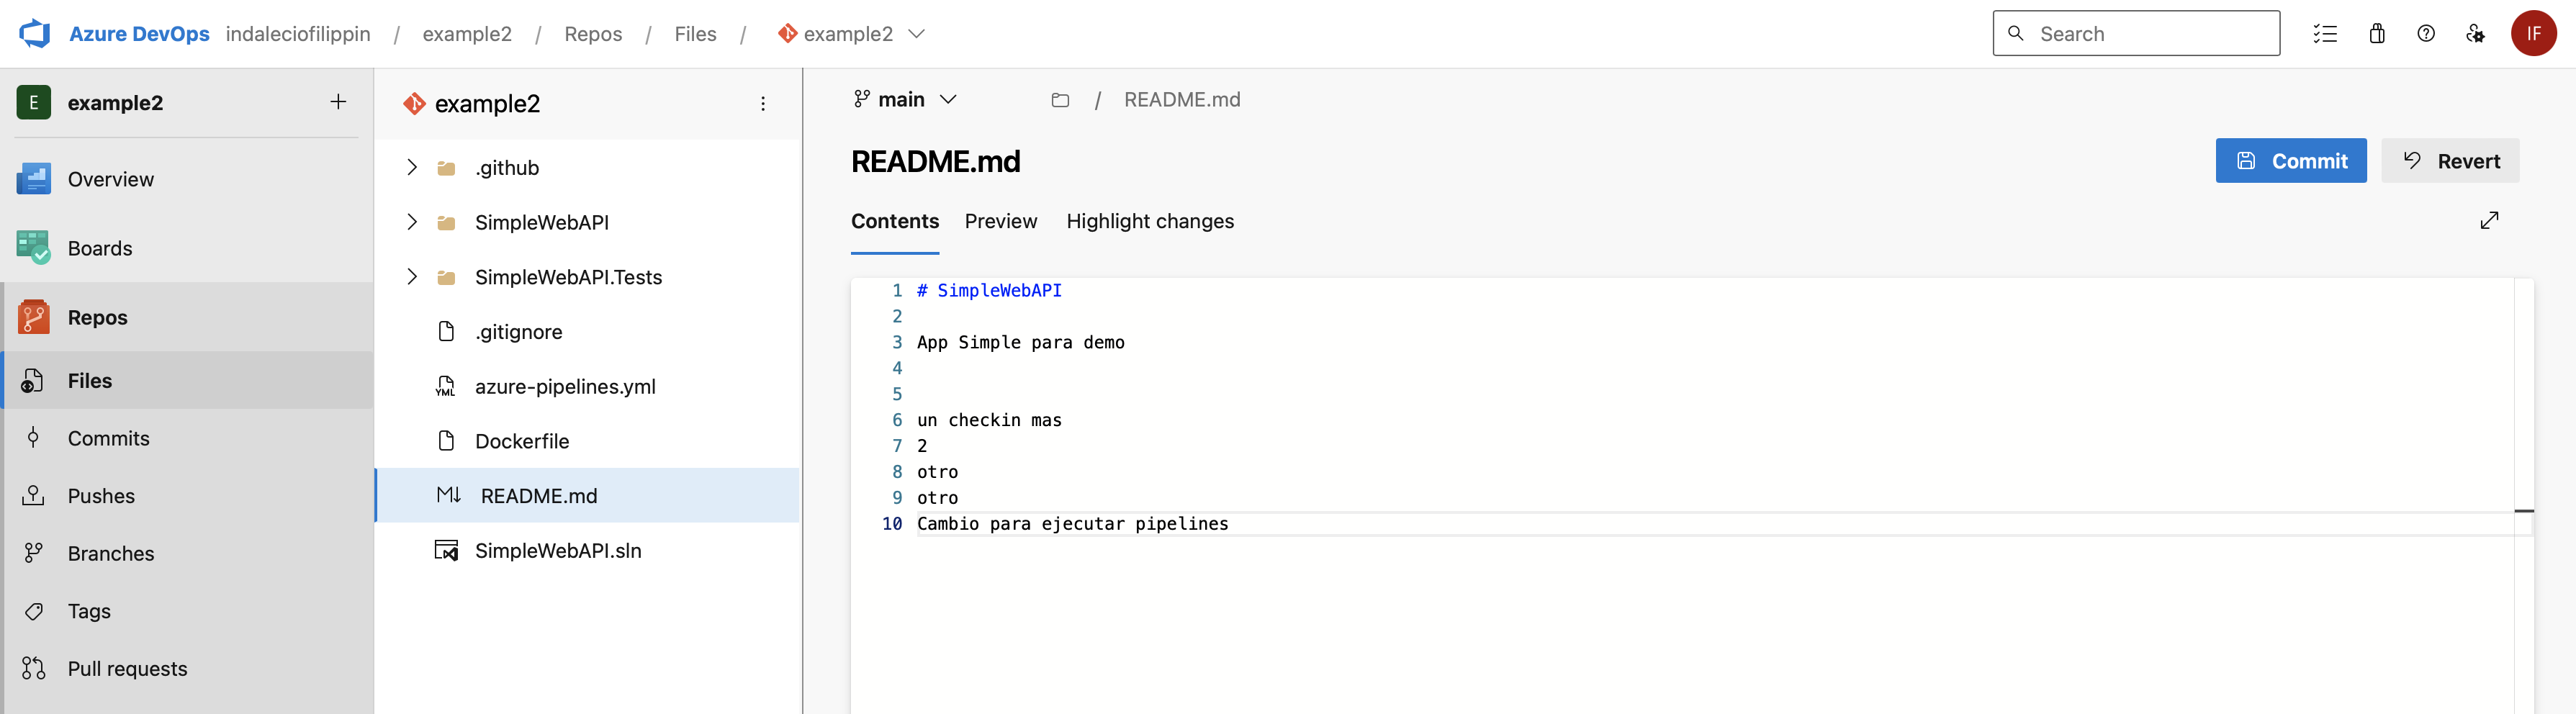 Azure DevOps indaleciofilippin / example2 / Repos / Files / example2
Search
IF
E example2
Overview
Boards
Repos
Files
Commits
Pushes
Branches
Tags
Pull requests
example2
.github
SimpleWebAPI
SimpleWebAPI.Tests
.gitignore
YML azure-pipelines.yml
Dockerfile
M↓ README.md
SimpleWebAPI.sln
main / README.md
README.md
Commit Revert
Contents Preview Highlight changes
1 # SimpleWebAPI
2
3 App Simple para demo
4
5
6 un checkin mas
7 2
8 otro
9 otro
10 Cambio para ejecutar pipelines